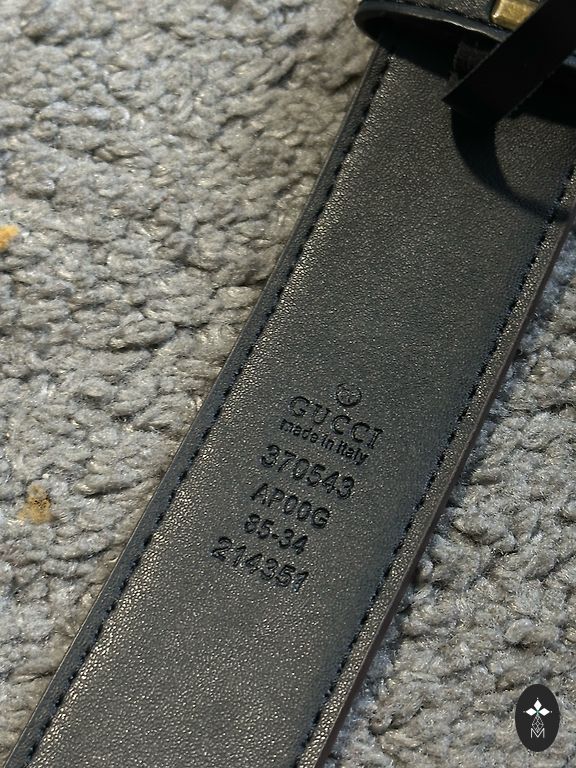 GUCCI
made in italy
370543
AP00G
85-34
214351
M